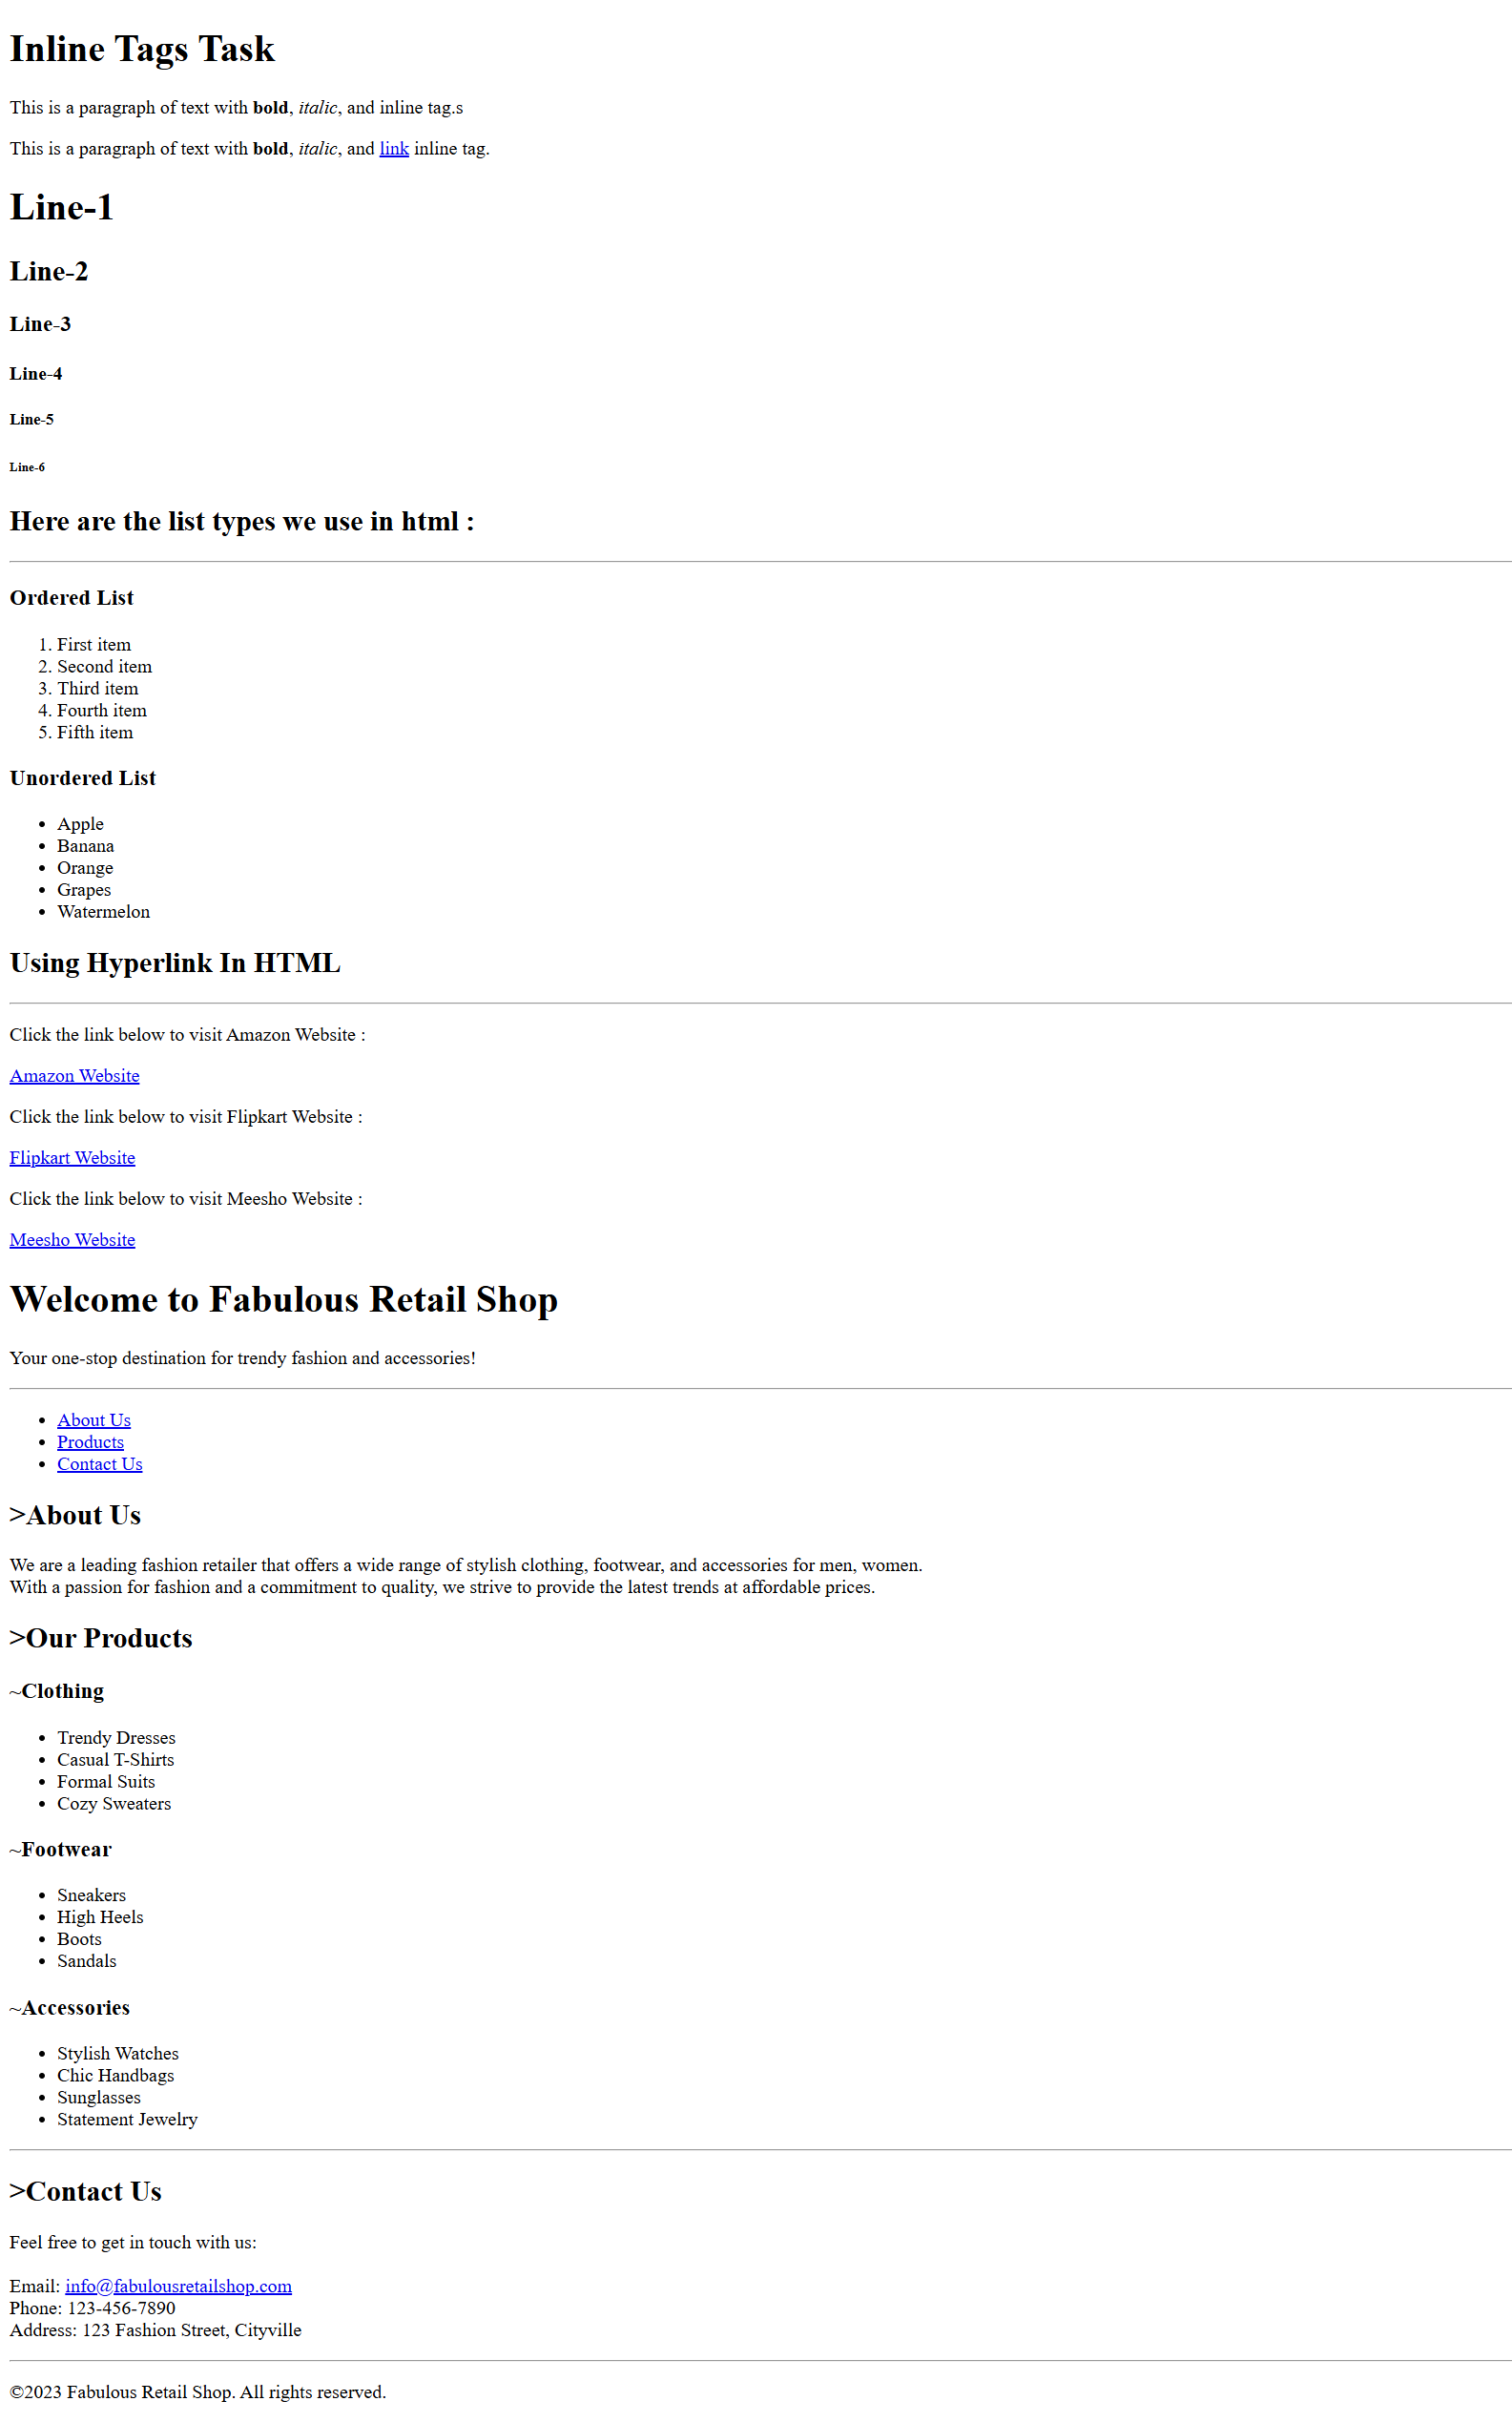 Inline Tags Task
This is a paragraph of text with bold, italic, and inline tag.s
This is a paragraph of text with bold, italic, and link inline tag.
Line-1
Line-2
Line-3
Line-4
Line-5
Line-6
Here are the list types we use in html :
Ordered List
1. First item
2. Second item
3. Third item
4. Fourth item
5. Fifth item
Unordered List
• Apple
• Banana
• Orange
• Grapes
• Watermelon
Using Hyperlink In HTML
Click the link below to visit Amazon Website :
Amazon Website
Click the link below to visit Flipkart Website :
Flipkart Website
Click the link below to visit Meesho Website :
Meesho Website
Welcome to Fabulous Retail Shop
Your one-stop destination for trendy fashion and accessories!
• About Us
• Products
• Contact Us
>About Us
We are a leading fashion retailer that offers a wide range of stylish clothing, footwear, and accessories for men, women.
With a passion for fashion and a commitment to quality, we strive to provide the latest trends at affordable prices.
>Our Products
~Clothing
• Trendy Dresses
• Casual T-Shirts
• Formal Suits
• Cozy Sweaters
~Footwear
• Sneakers
• High Heels
• Boots
• Sandals
~Accessories
• Stylish Watches
• Chic Handbags
• Sunglasses
• Statement Jewelry
>Contact Us
Feel free to get in touch with us:
Email: info@fabulousretailshop.com
Phone: 123-456-7890
Address: 123 Fashion Street, Cityville
©2023 Fabulous Retail Shop. All rights reserved.